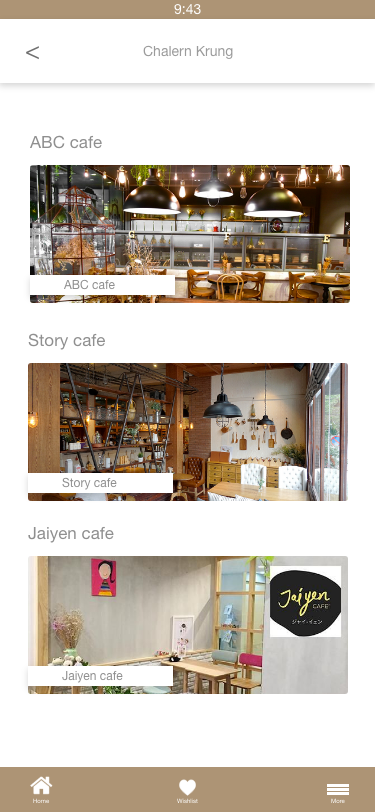 9:43
<
Chalern Krung
ABC cafe
ABC cafe
Story cafe
Story cafe
Jaiyen cafe
Jaiyen
CAFE
ジャイ・イェン
Jaiyen cafe
Home
Wishlist
More